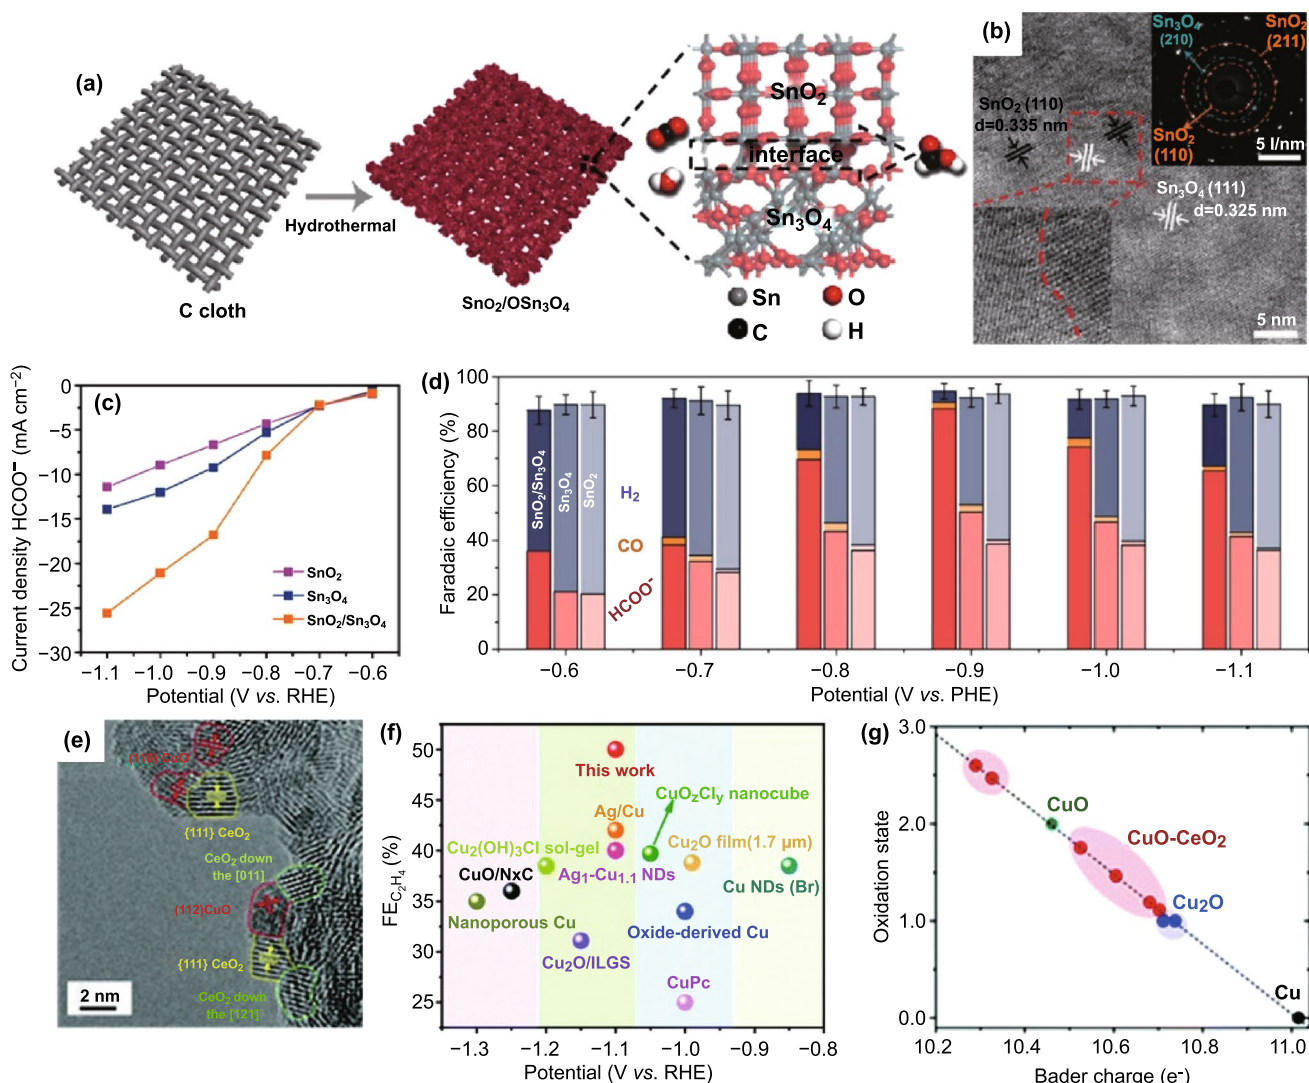 (a)
C cloth
Hydrothermal
SnO₂/OSn₃O₄
SnO₂
interface
Sn₃O₄
Sn
O
C
H
(b)
Sn₃O₄
(210)
SnO₂
(211)
SnO₂
(110)
5 l/nm
SnO₂ (110)
d=0.335 nm
Sn₃O₄ (111)
d=0.325 nm
5 nm
(c)
Current density HCOO⁻ (mA cm⁻²)
0
−5
−10
−15
−20
−25
−30
SnO₂
Sn₃O₄
SnO₂/Sn₃O₄
−1.1
−1.0
−0.9
−0.8
−0.7
−0.6
Potential (V vs. RHE)
(d)
Faradaic efficiency (%)
100
80
60
40
20
0
SnO₂/Sn₃O₄
Sn₃O₄
SnO₂
H₂
CO
HCOO⁻
−0.6
−0.7
−0.8
−0.9
−1.0
−1.1
Potential (V vs. PHE)
(e)
(110)CuO
{111} CeO₂
CeO₂ down
the [011]
(112)CuO
{111} CeO₂
CeO₂ down
the [121]
2 nm
(f)
FE C₂H₄ (%)
50
45
40
35
30
25
This work
Ag/Cu
CuO₂Clᵧ nanocube
Cu₂(OH)₃Cl sol-gel
Cu₂O film(1.7 µm)
CuO/NxC
Ag₁-Cu₁.₁ NDs
Cu NDs (Br)
Nanoporous Cu
Oxide-derived Cu
Cu₂O/ILGS
CuPc
−1.3
−1.2
−1.1
−1.0
−0.9
−0.8
Potential (V vs. RHE)
(g)
Oxidation state
3.0
2.0
1.0
0.0
CuO
CuO-CeO₂
Cu₂O
Cu
10.2
10.4
10.6
10.8
11.0
Bader charge (e⁻)